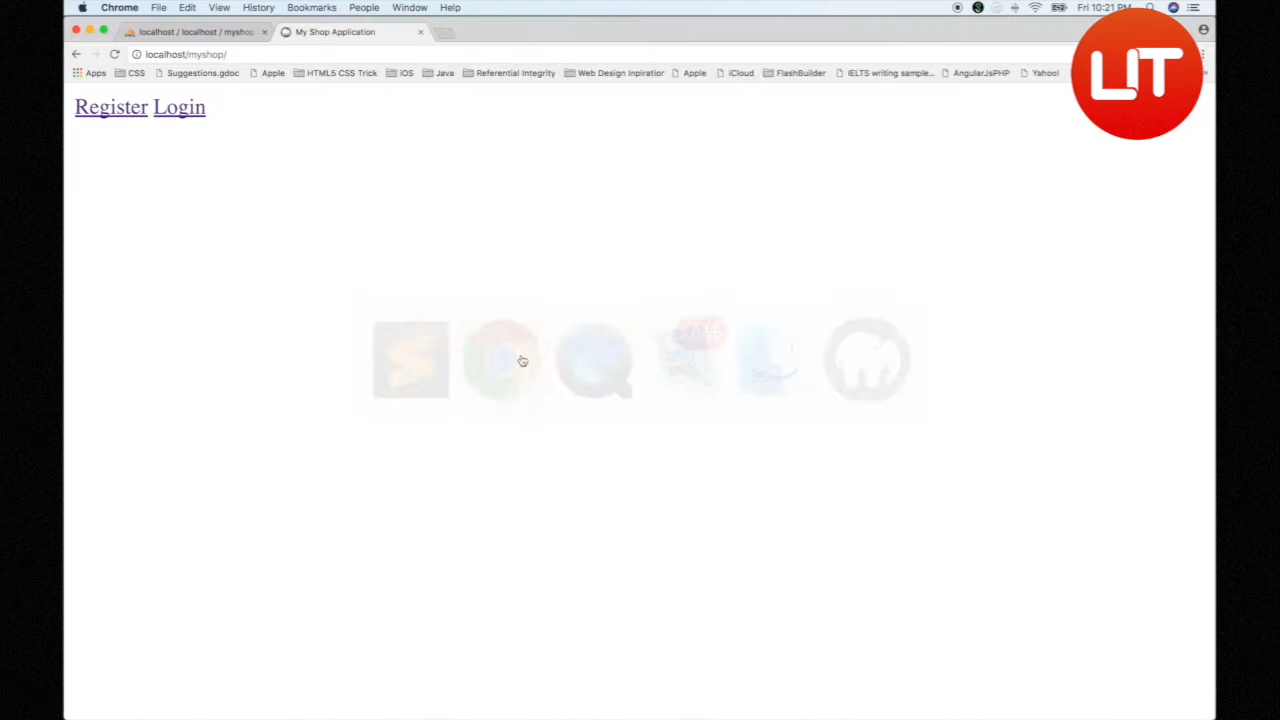 Chrome File Edit View History Bookmarks People Window Help Fri 10:21 PM
localhost / localhost / myshop My Shop Application
localhost/myshop/
Apps CSS Suggestions.gdoc Apple HTML5 CSS Trick iOS Java Referential Integrity Web Design Inspiration Apple iCloud FlashBuilder IELTS writing sample... AngularJsPHP Yahoo!
LIT
Register Login